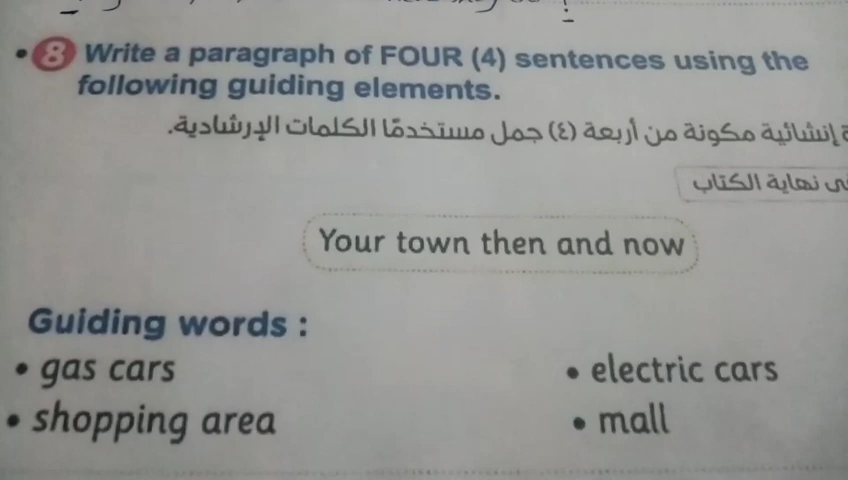 • 8 Write a paragraph of FOUR (4) sentences using the
following guiding elements.
إنشائية مكونة من أربعة (٤) جمل مستخدمًا الكلمات الإرشادية.
نهاية الكتاب
Your town then and now
Guiding words :
• gas cars • electric cars
• shopping area • mall